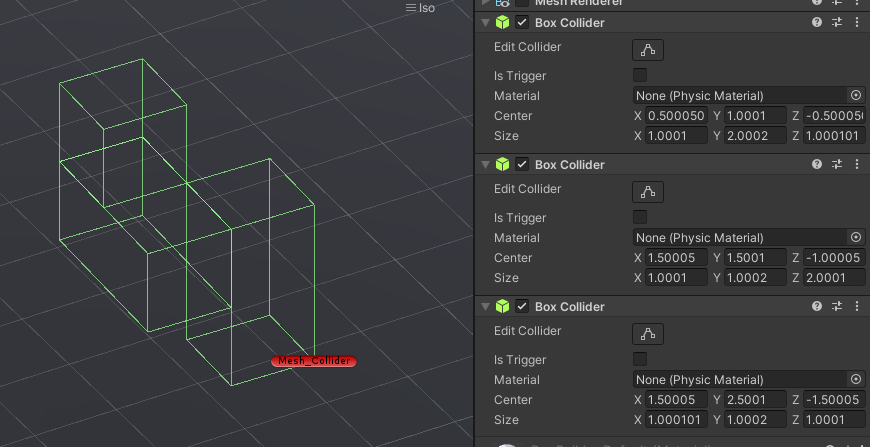 Iso
Mesh_Collider
Mesh Renderer
Box Collider
Edit Collider
Is Trigger
Material None (Physic Material)
Center X 0.500050 Y 1.0001 Z -0.500050
Size X 1.0001 Y 2.0002 Z 1.000101
Box Collider
Edit Collider
Is Trigger
Material None (Physic Material)
Center X 1.50005 Y 1.5001 Z -1.00005
Size X 1.0001 Y 1.0002 Z 2.0001
Box Collider
Edit Collider
Is Trigger
Material None (Physic Material)
Center X 1.50005 Y 2.5001 Z -1.50005
Size X 1.000101 Y 1.0002 Z 1.0001